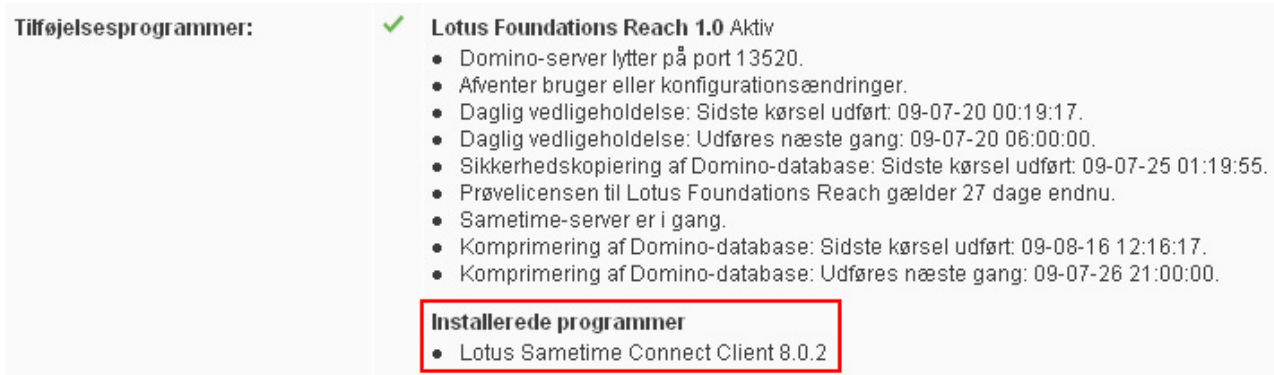 Tilføjelsesprogrammer:
Lotus Foundations Reach 1.0 Aktiv
Domino-server lytter på port 13520.
Afventer bruger eller konfigurationsændringer.
Daglig vedligeholdelse: Sidste kørsel udført: 09-07-20 00:19:17.
Daglig vedligeholdelse: Udføres næste gang: 09-07-20 06:00:00.
Sikkerhedskopiering af Domino-database: Sidste kørsel udført: 09-07-25 01:19:55.
Prøvelicensen til Lotus Foundations Reach gælder 27 dage endnu.
Sametime-server er i gang.
Komprimering af Domino-database: Sidste kørsel udført: 09-08-16 12:16:17.
Komprimering af Domino-database: Udføres næste gang: 09-07-26 21:00:00.
Installerede programmer
Lotus Sametime Connect Client 8.0.2